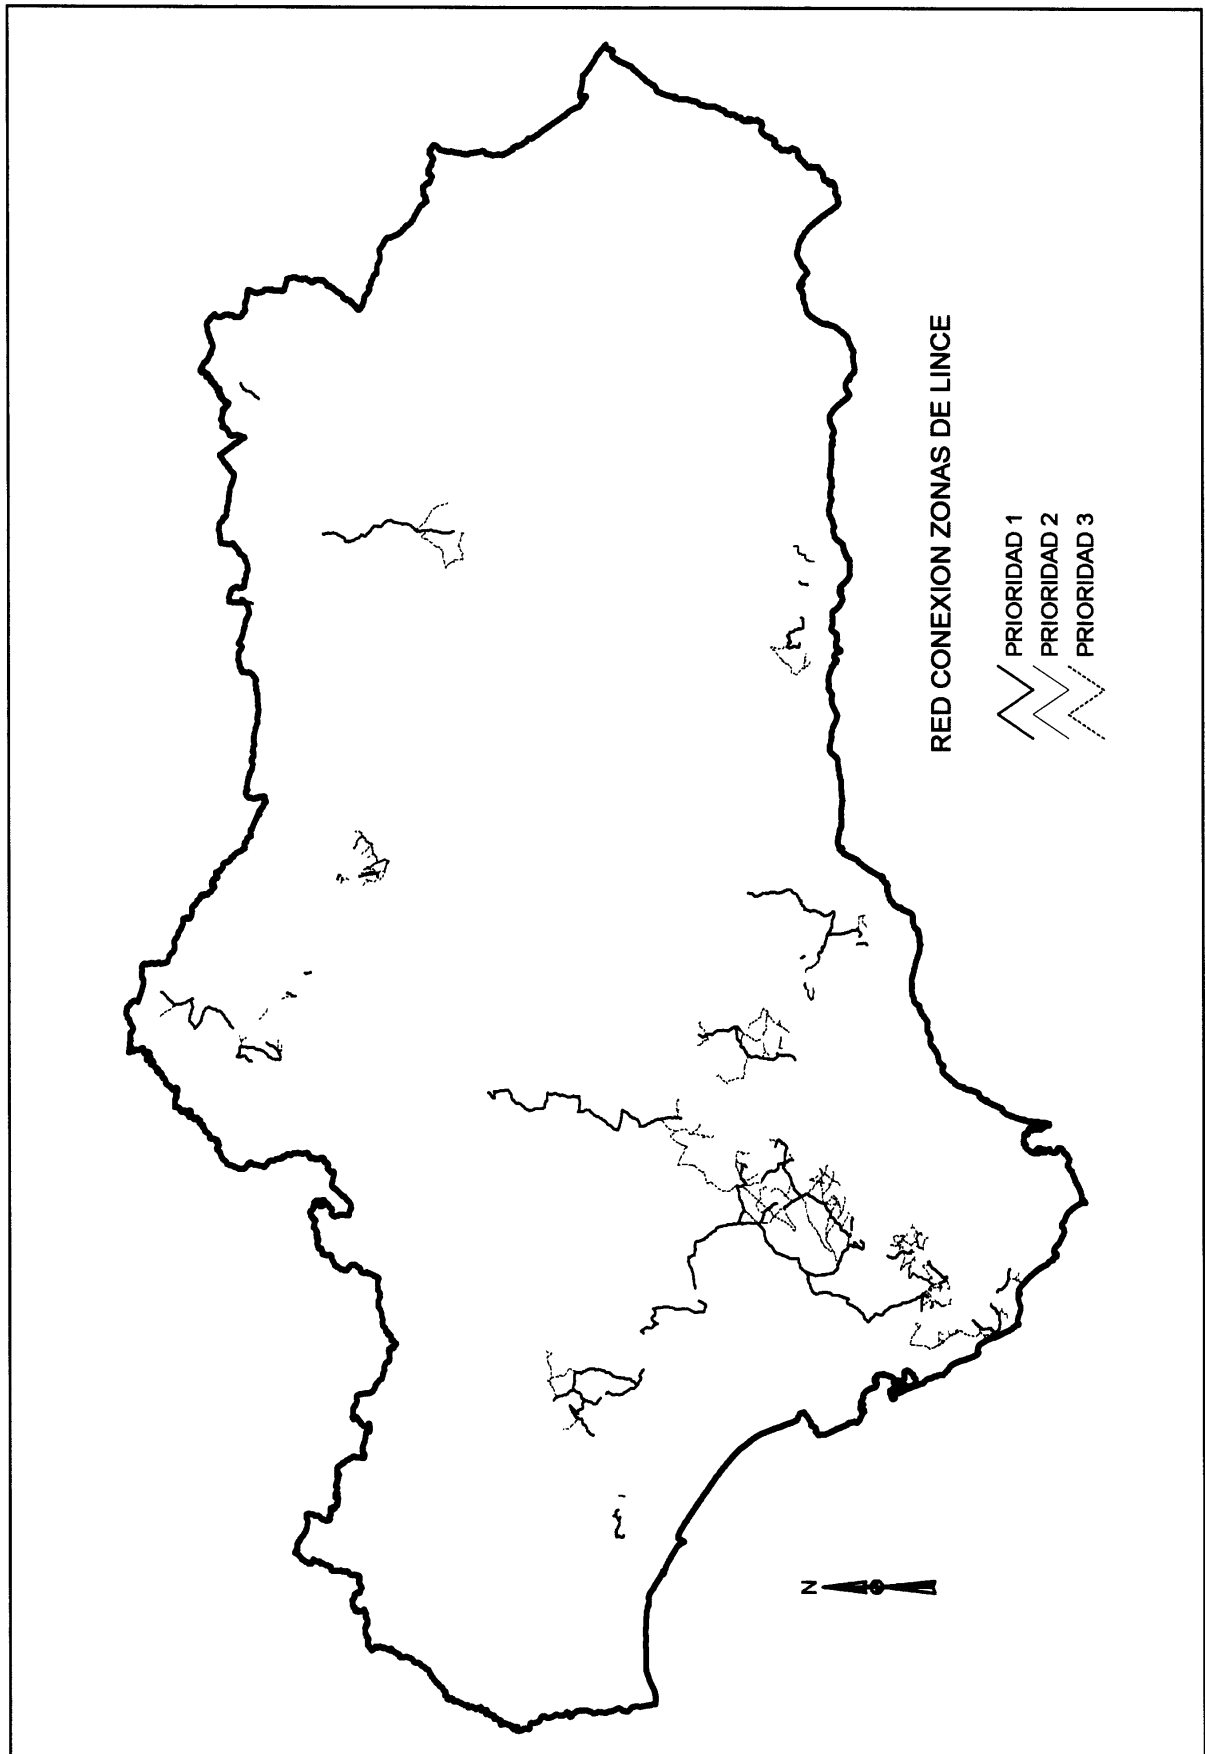 RED CONEXION ZONAS DE LINCE
PRIORIDAD 1
PRIORIDAD 2
PRIORIDAD 3
N